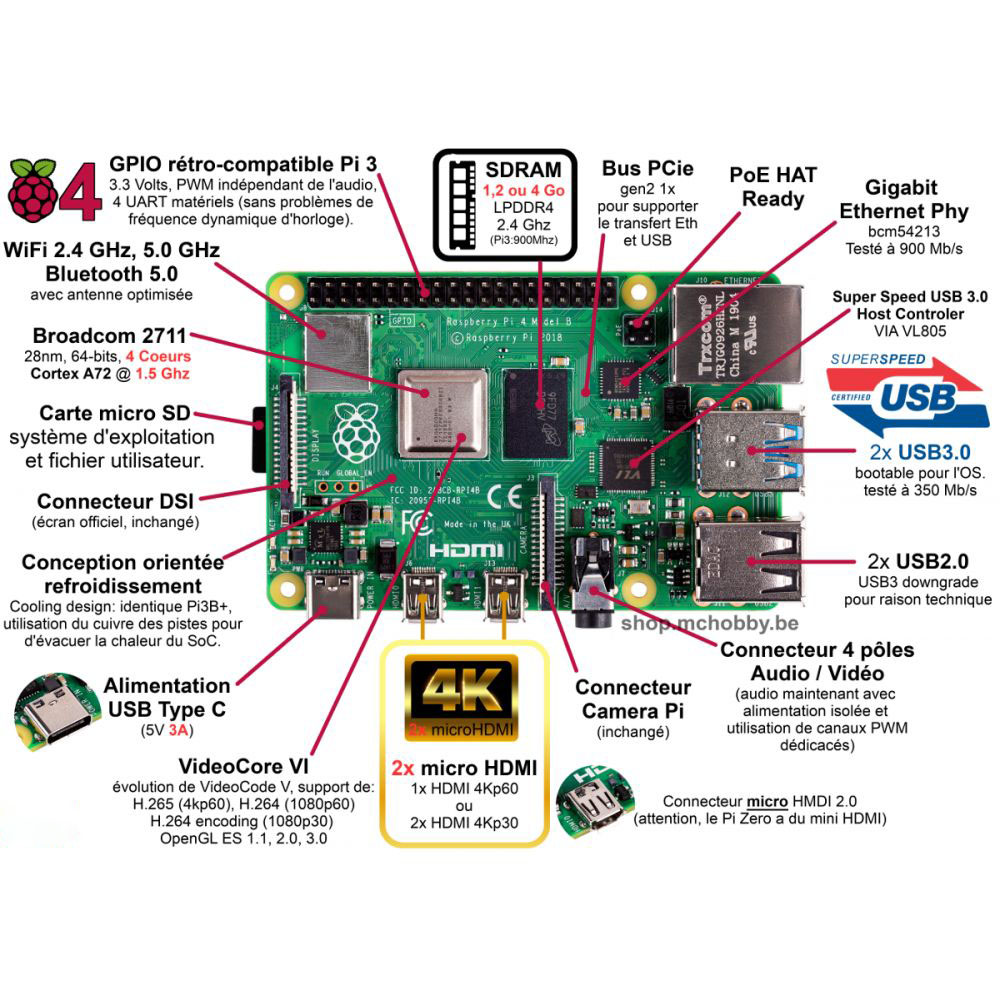 4
GPIO rétro-compatible Pi 3
3.3 Volts, PWM indépendant de l'audio,
4 UART matériels (sans problèmes de
fréquence dynamique d'horloge).
SDRAM
1,2 ou 4 Go
LPDDR4
2.4 Ghz
(Pi3:900Mhz)
Bus PCie
gen2 1x
pour supporter
le transfert Eth
et USB
PoE HAT
Ready
Gigabit
Ethernet Phy
bcm54213
Testé à 900 Mb/s
WiFi 2.4 GHz, 5.0 GHz
Bluetooth 5.0
avec antenne optimisée
Super Speed USB 3.0
Host Controler
VIA VL805
Broadcom 2711
28nm, 64-bits, 4 Coeurs
Cortex A72 @ 1.5 Ghz
SUPERSPEED
CERTIFIED
USB
Carte micro SD
système d'exploitation
et fichier utilisateur.
2x USB3.0
bootable pour l'OS.
testé à 350 Mb/s
Connecteur DSI
(écran officiel, inchangé)
Conception orientée
refroidissement
Cooling design: identique Pi3B+,
utilisation du cuivre des pistes pour
d'évacuer la chaleur du SoC.
2x USB2.0
USB3 downgrade
pour raison technique
GPIO
Raspberry Pi 4 Model B
©Raspberry Pi 2018
PoE
J14
J10 ETHERNET
Trxcom®
TRJG0926HENL
China M 1904
9FD77
J4
DISPLAY
RUN GLOBAL_EN
IC: 20953-RPI4B
CE
FC
Made in the UK
HDMI
J3
CAMERA
VIA
ACT
POWER IN
J6
HDMI0
J13
HDMI1
A/V
J7
shop.mchobby.be
Alimentation
USB Type C
(5V 3A)
4K
2x microHDMI
2x micro HDMI
1x HDMI 4Kp60
ou
2x HDMI 4Kp30
Connecteur
Camera Pi
(inchangé)
Connecteur 4 pôles
Audio / Vidéo
(audio maintenant avec
alimentation isolée et
utilisation de canaux PWM
dédicacés)
VideoCore VI
évolution de VideoCode V, support de:
H.265 (4kp60), H.264 (1080p60)
H.264 encoding (1080p30)
OpenGL ES 1.1, 2.0, 3.0
Connecteur micro HMDI 2.0
(attention, le Pi Zero a du mini HMDI)